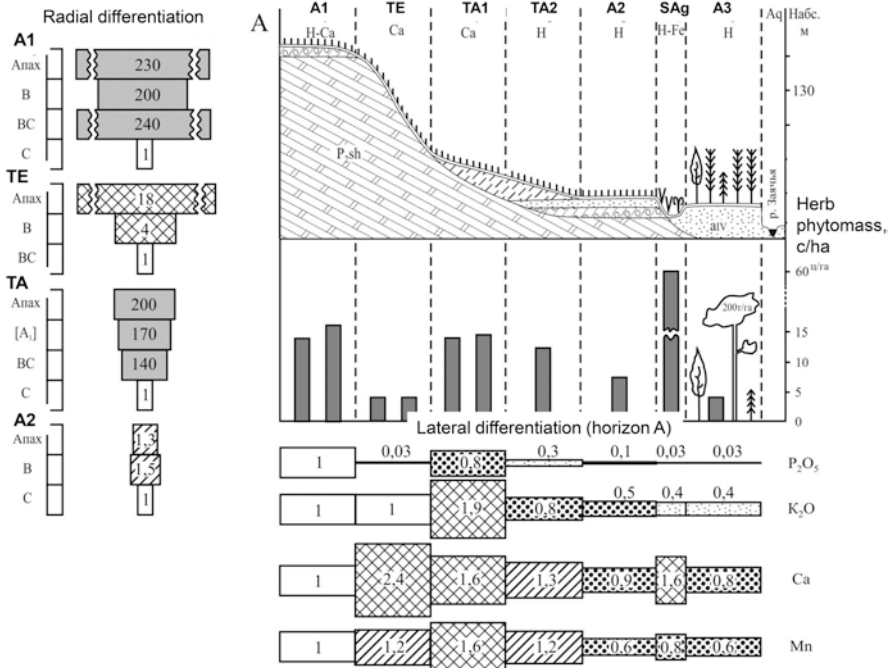 Radial differentiation
A1
Апах
230
В
200
ВС
240
С
1
TE
Апах
18
В
4
ВС
1
TA
Апах
200
[A₁]
170
ВС
140
С
1
A2
Апах
1,3
В
1,5
С
1
А
A1 TE TA1 TA2 A2 SAg A3 Aq Набс.
H-Ca Ca Ca H H H-Fe H м
130
P₂sh
aIV
р. Заячья
Herb
phytomass,
c/ha
60 ц/га
200т/га
15
10
5
0
Lateral differentiation (horizon A)
1 0,03 0,8 0,3 0,1 0,03 0,03 P₂O₅
1 1 1,9 0,8 0,5 0,4 0,4 K₂O
1 2,4 1,6 1,3 0,9 1,6 0,8 Ca
1 1,2 1,6 1,2 0,6 0,8 0,6 Mn